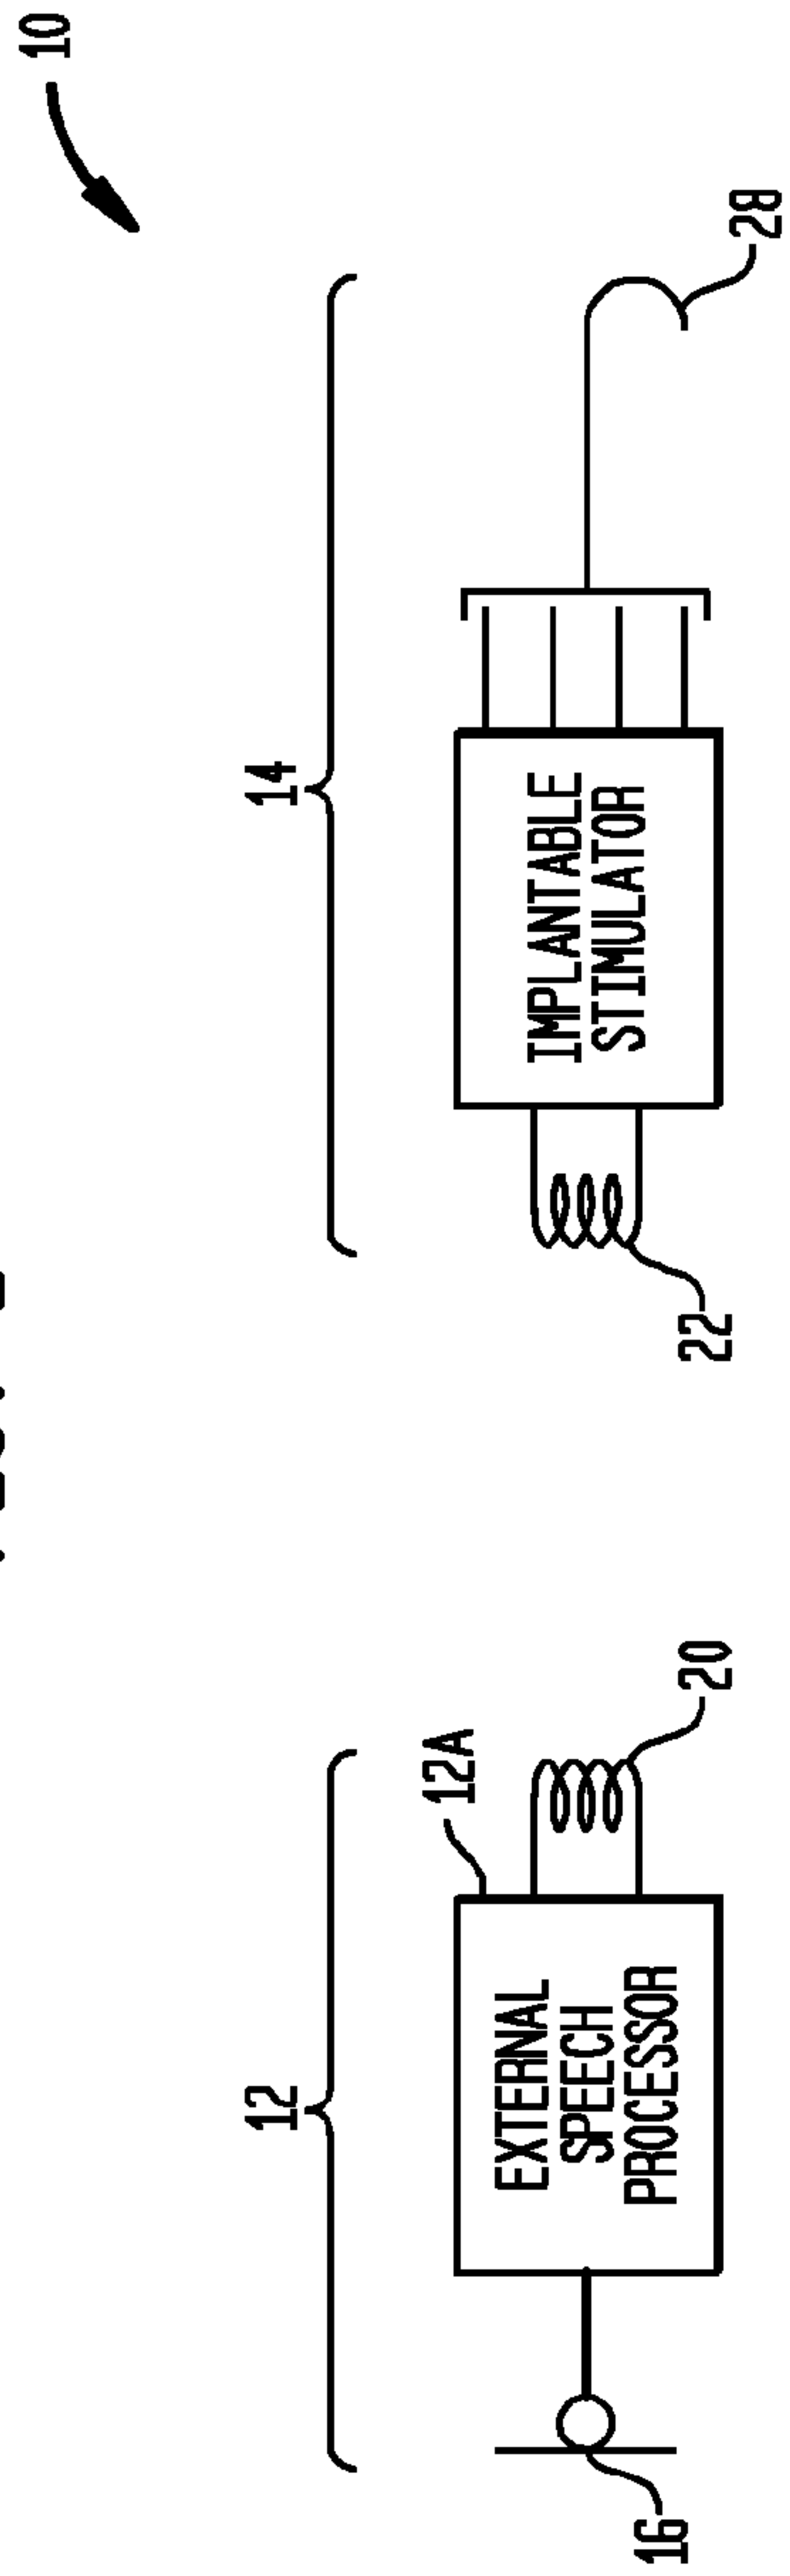 10
12
14
12A
EXTERNAL
SPEECH
PROCESSOR
IMPLANTABLE
STIMULATOR
16
20
22
28